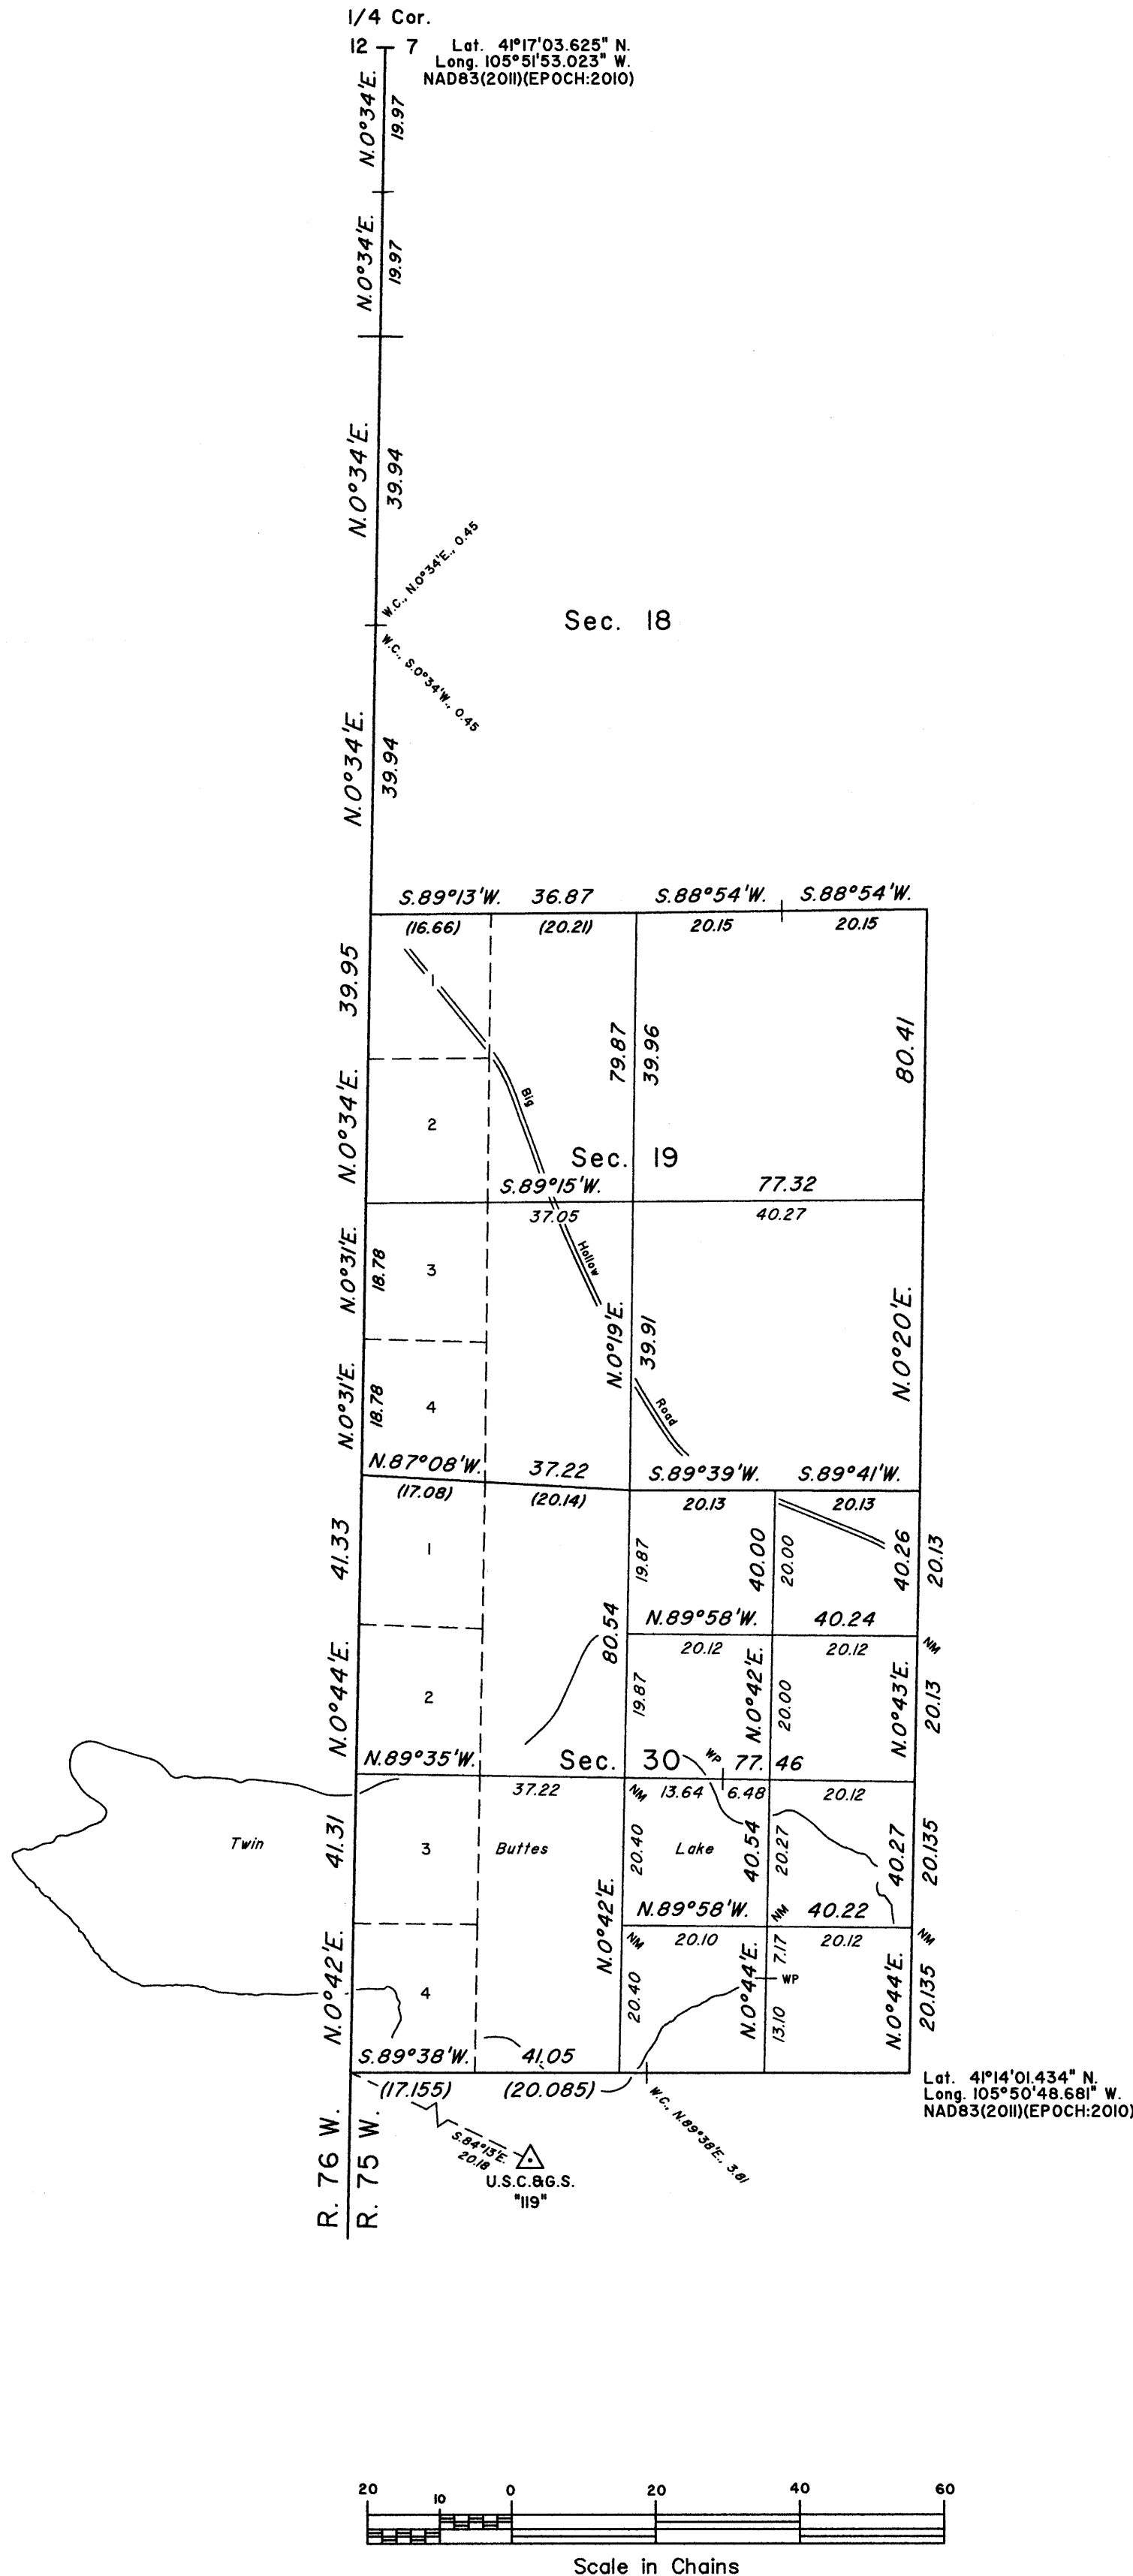 1/4 Cor.
12 7
Lat. 41°17'03.625" N.
Long. 105°51'53.023" W.
NAD83(2011)(EPOCH:2010)
N.0°34'E.
19.97
N.0°34'E.
19.97
N.0°34'E.
39.94
W.C., N.0°34'E., 0.45
Sec. 18
W.C., S.0°34'W., 0.45
N.0°34'E.
39.94
S.89°13'W. 36.87 S.88°54'W. S.88°54'W.
(16.66) (20.21) 20.15 20.15
39.95
1
79.87
39.96
80.41
N.0°34'E.
2
Big
Sec. 19
S.89°15'W. 77.32
37.05 40.27
N.0°31'E.
18.78
3
Hollow
N.0°19'E.
39.91
N.0°20'E.
N.0°31'E.
18.78
4
Road
N.87°08'W. 37.22 S.89°39'W. S.89°41'W.
(17.08) (20.14) 20.13 20.13
41.33
1
19.87
40.00
20.00
40.26
20.13
80.54
N.89°58'W. 40.24
20.12 20.12
NM
N.0°44'E.
2
19.87
N.0°42'E.
20.00
N.0°43'E.
20.13
N.89°35'W. Sec. 30 WP 77.46
37.22 NM 13.64 6.48 20.12
Twin
41.31
3
Buttes
20.40
Lake
40.54
20.27
40.27
20.135
N.89°58'W. NM 40.22
NM 20.10 20.12 NM
N.0°42'E.
4
N.0°42'E.
20.40
N.0°44'E.
7.17
WP
13.10
N.0°44'E.
20.135
S.89°38'W. 41.05
(17.155) (20.085)
W.C., N.89°38'E., 3.81
Lat. 41°14'01.434" N.
Long. 105°50'48.681" W.
NAD83(2011)(EPOCH:2010)
R. 76 W.
R. 75 W.
S.84°13'E.
20.18
U.S.C.&G.S.
"119"
20 10 0 20 40 60
Scale in Chains